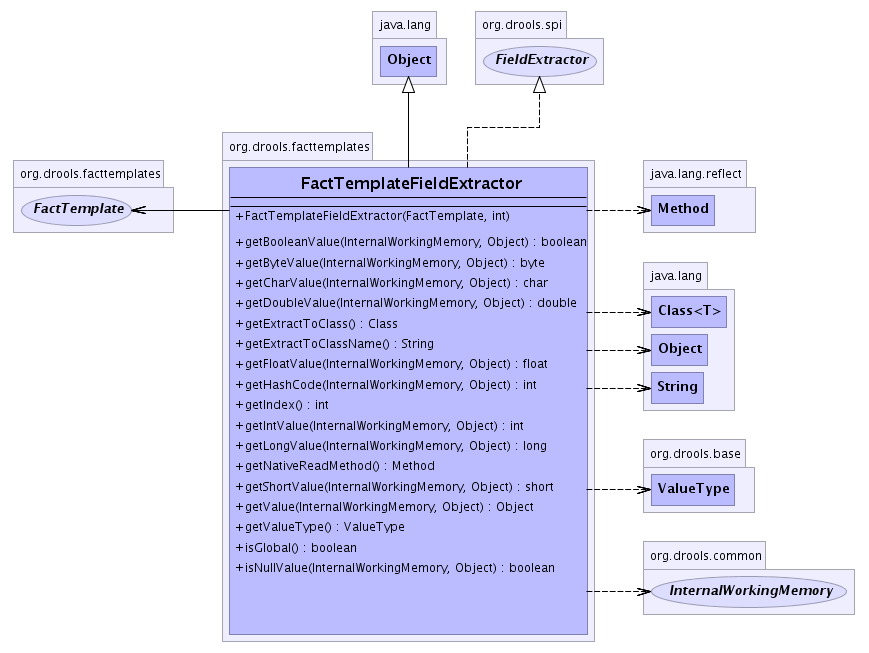 java.lang
Object
org.drools.spi
FieldExtractor
org.drools.facttemplates
FactTemplate
org.drools.facttemplates
FactTemplateFieldExtractor
+FactTemplateFieldExtractor(FactTemplate, int)
+getBooleanValue(InternalWorkingMemory, Object) : boolean
+getByteValue(InternalWorkingMemory, Object) : byte
+getCharValue(InternalWorkingMemory, Object) : char
+getDoubleValue(InternalWorkingMemory, Object) : double
+getExtractToClass() : Class
+getExtractToClassName() : String
+getFloatValue(InternalWorkingMemory, Object) : float
+getHashCode(InternalWorkingMemory, Object) : int
+getIndex() : int
+getIntValue(InternalWorkingMemory, Object) : int
+getLongValue(InternalWorkingMemory, Object) : long
+getNativeReadMethod() : Method
+getShortValue(InternalWorkingMemory, Object) : short
+getValue(InternalWorkingMemory, Object) : Object
+getValueType() : ValueType
+isGlobal() : boolean
+isNullValue(InternalWorkingMemory, Object) : boolean
java.lang.reflect
Method
java.lang
Class<T>
Object
String
org.drools.base
ValueType
org.drools.common
InternalWorkingMemory